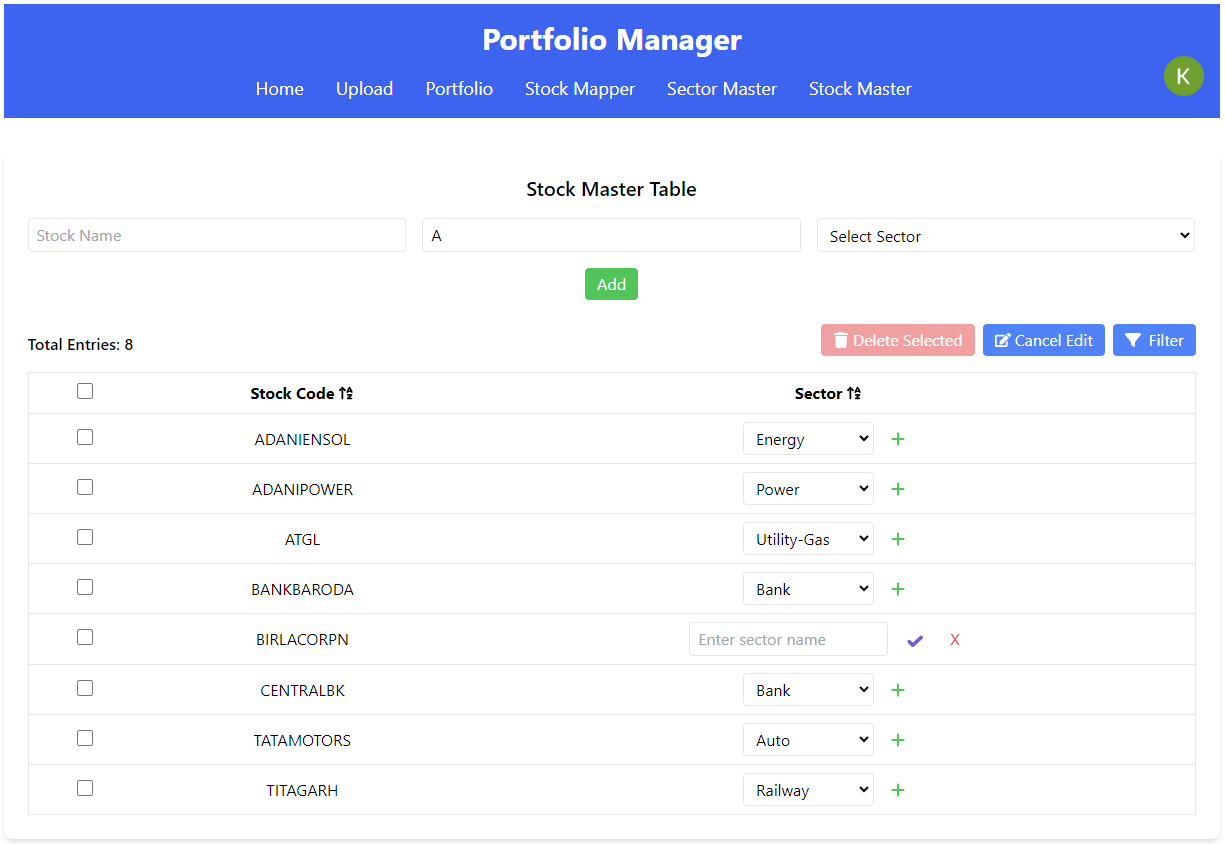 Portfolio Manager
Home Upload Portfolio Stock Mapper Sector Master Stock Master
K
Stock Master Table
Stock Name A Select Sector
Add
Total Entries: 8 Delete Selected Cancel Edit Filter
Stock Code Sector
ADANIENSOL Energy +
ADANIPOWER Power +
ATGL Utility-Gas +
BANKBARODA Bank +
BIRLACORPN Enter sector name X
CENTRALBK Bank +
TATAMOTORS Auto +
TITAGARH Railway +